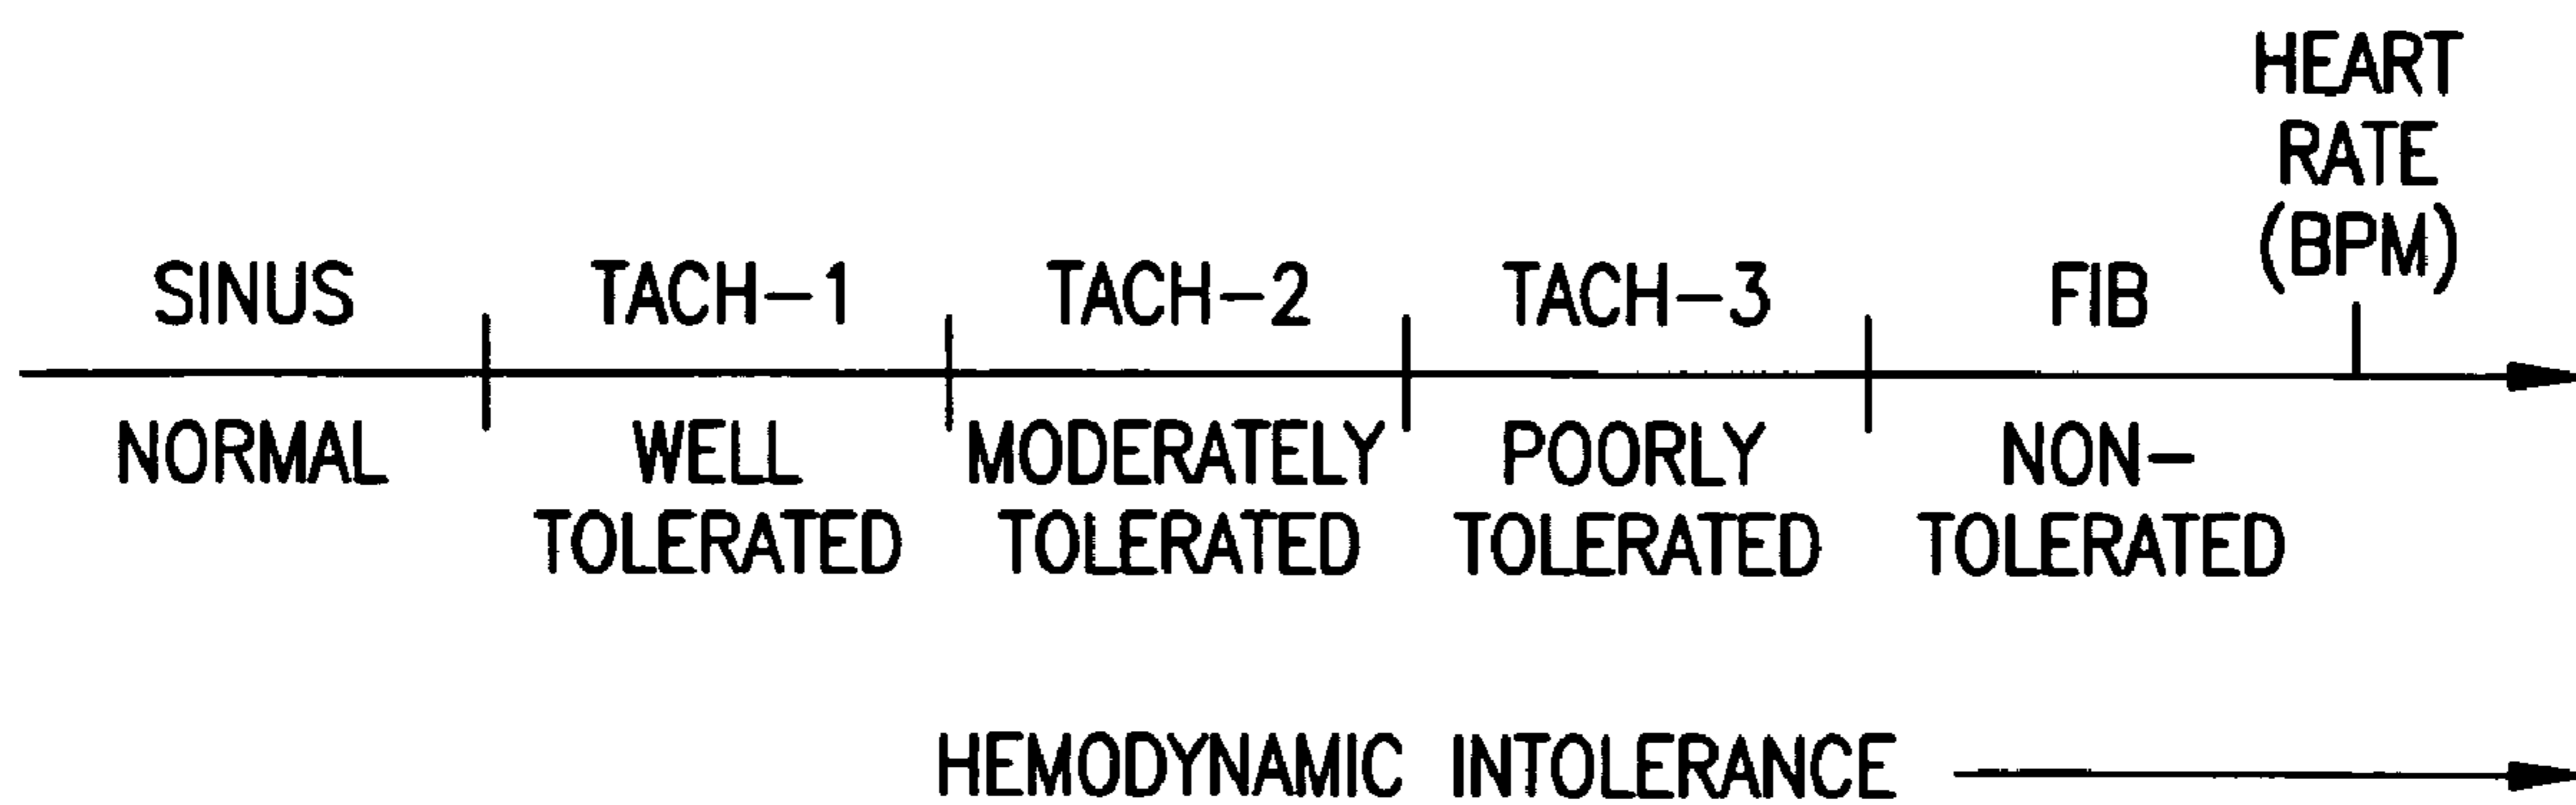 HEART
RATE
(BPM)
SINUS TACH-1 TACH-2 TACH-3 FIB
NORMAL WELL MODERATELY POORLY NON-
TOLERATED TOLERATED TOLERATED TOLERATED
HEMODYNAMIC INTOLERANCE